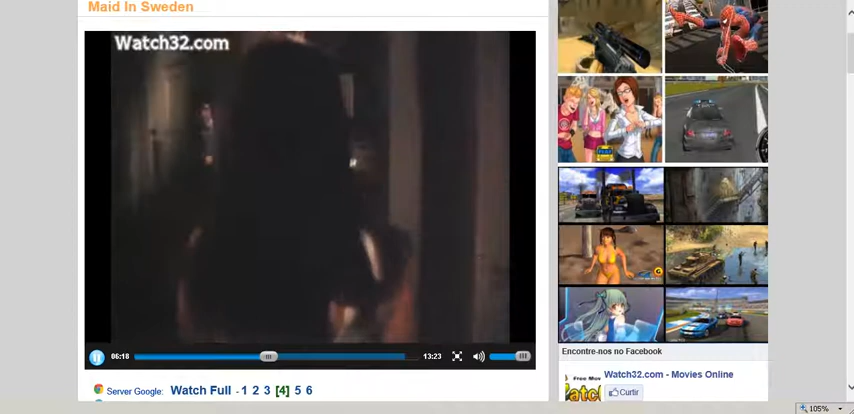 Maid In Sweden
Watch32.com
06:18
13:23
Server Google: Watch Full - 1 2 3 [4] 5 6
Encontre-nos no Facebook
Watch32.com - Movies Online
Curtir
105%